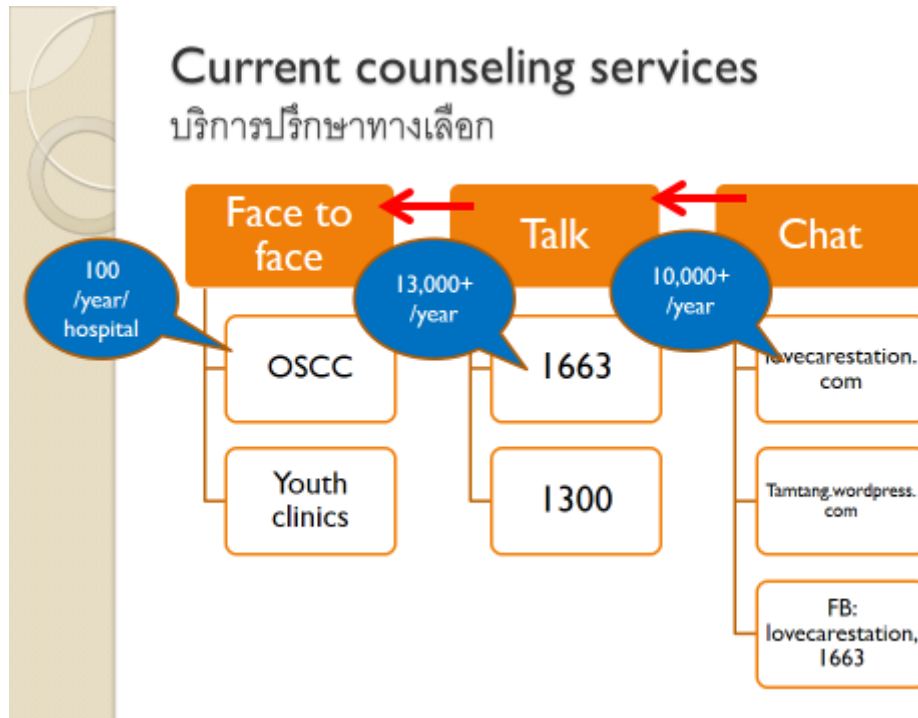 Current counseling services
บริการปรึกษาทางเลือก
Face to
face
100
/year/
hospital
OSCC
Youth
clinics
Talk
13,000+
/year
1663
1300
Chat
10,000+
/year
lovecarestation.
com
Tamtang.wordpress.
com
FB:
lovecarestation,
1663